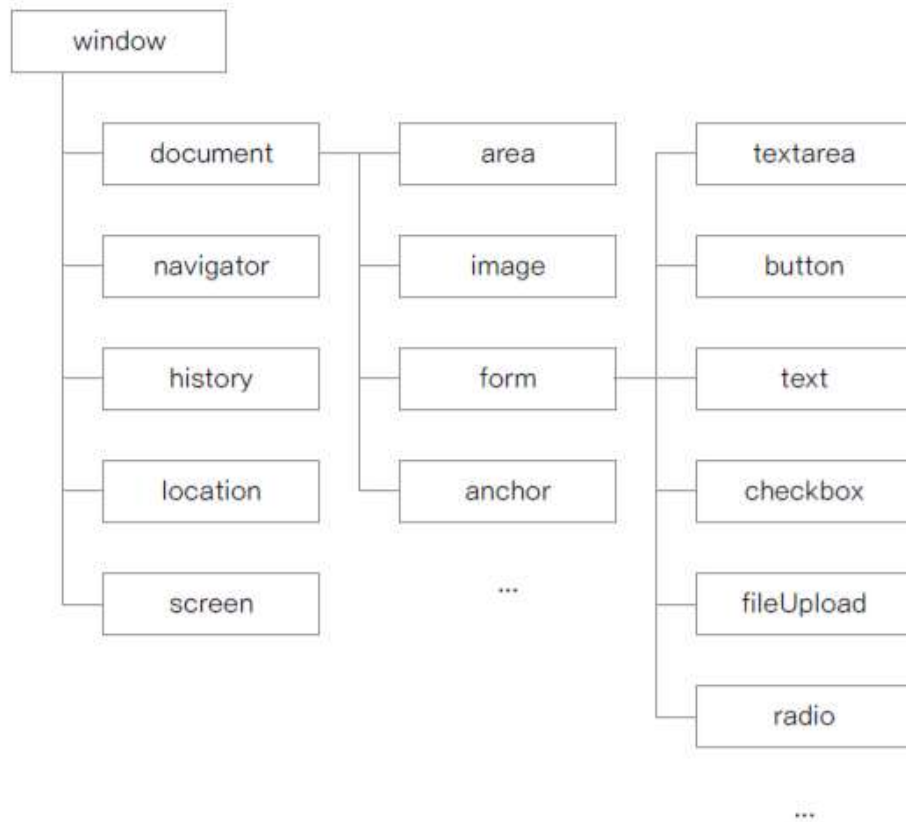 window
document
area
textarea
navigator
image
button
history
form
text
location
anchor
checkbox
screen
...
fileUpload
radio
...